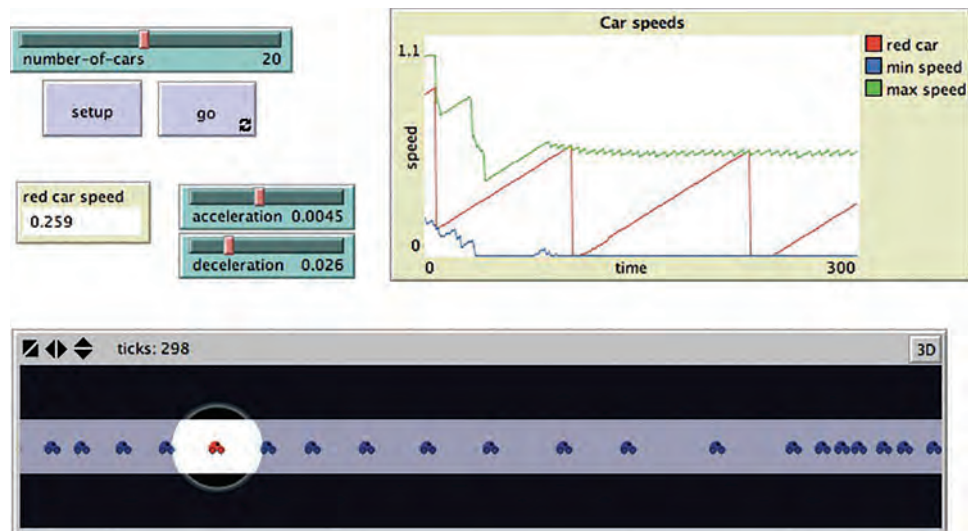 number-of-cars 20
setup
go
red car speed
0.259
acceleration 0.0045
deceleration 0.026
Car speeds
1.1
speed
0
0
time
300
red car
min speed
max speed
ticks: 298
3D